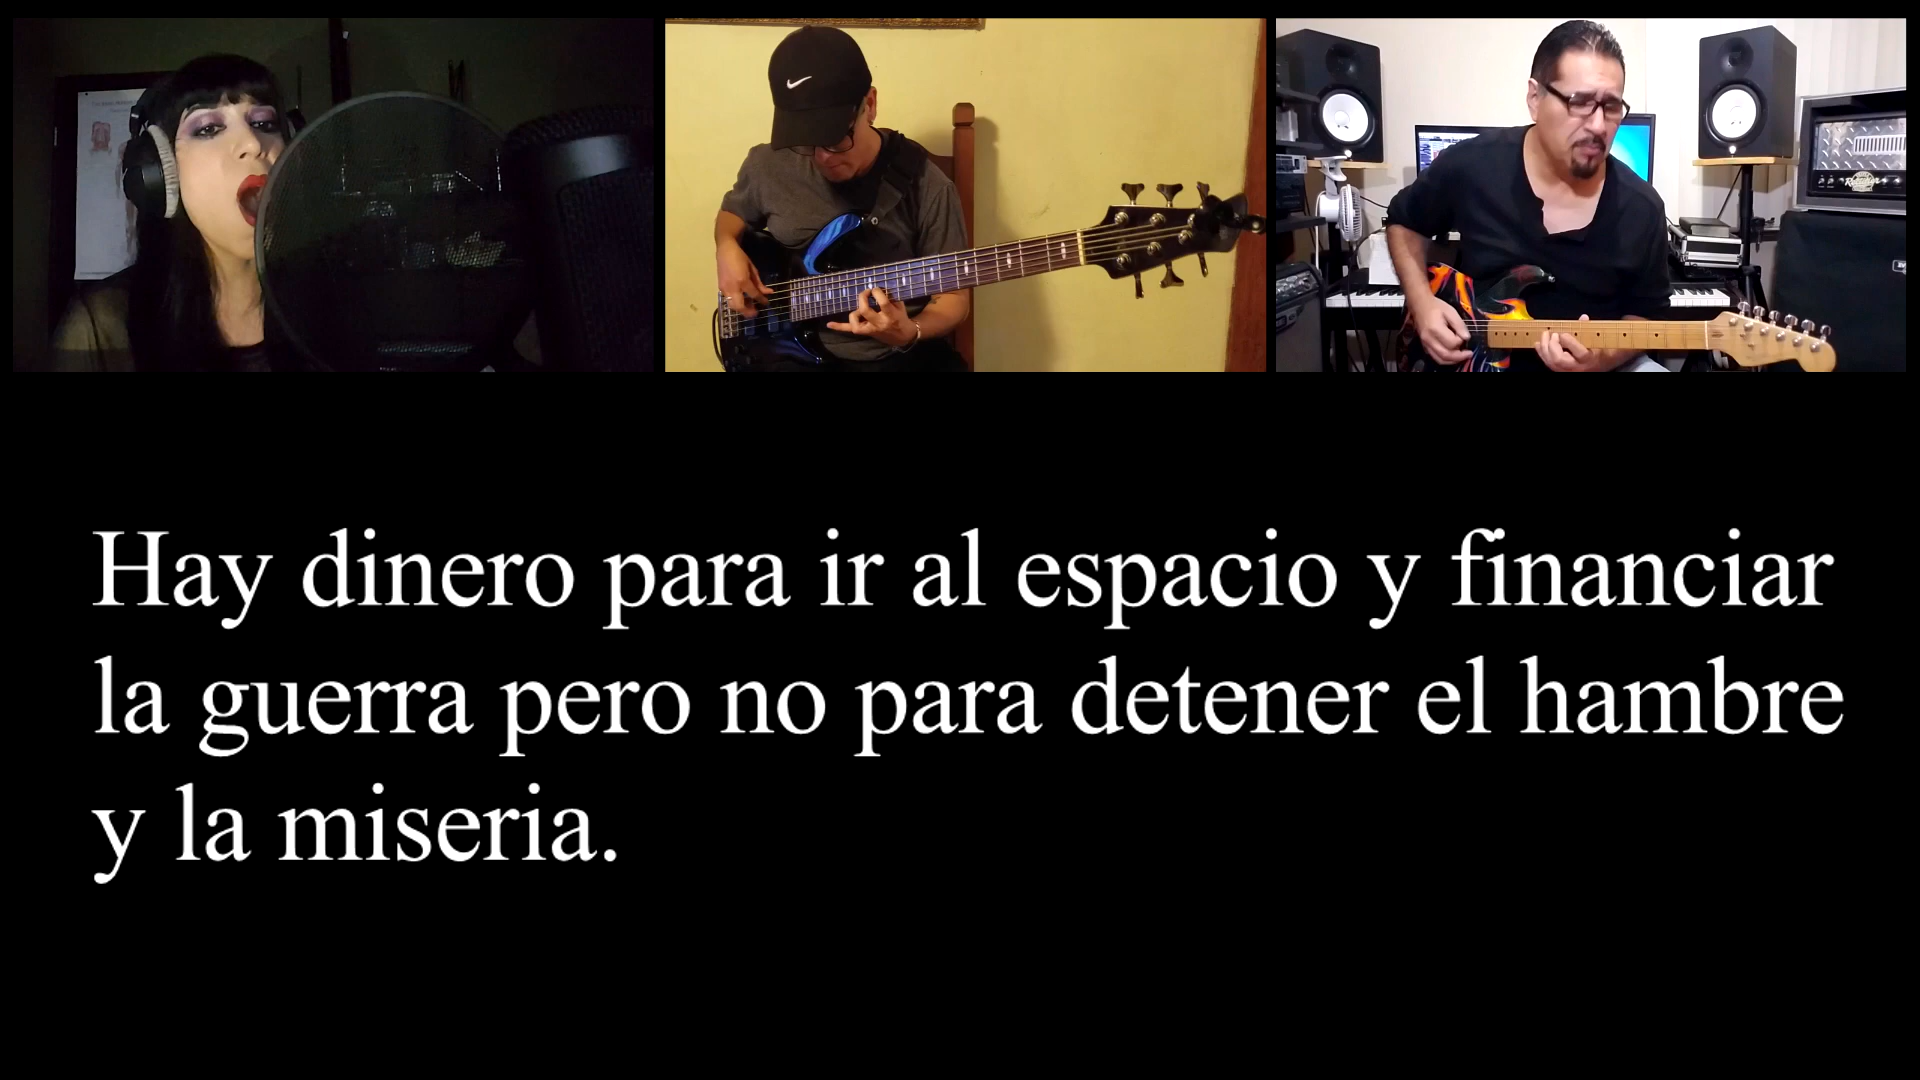 Hay dinero para ir al espacio y financiar
la guerra pero no para detener el hambre
y la miseria.